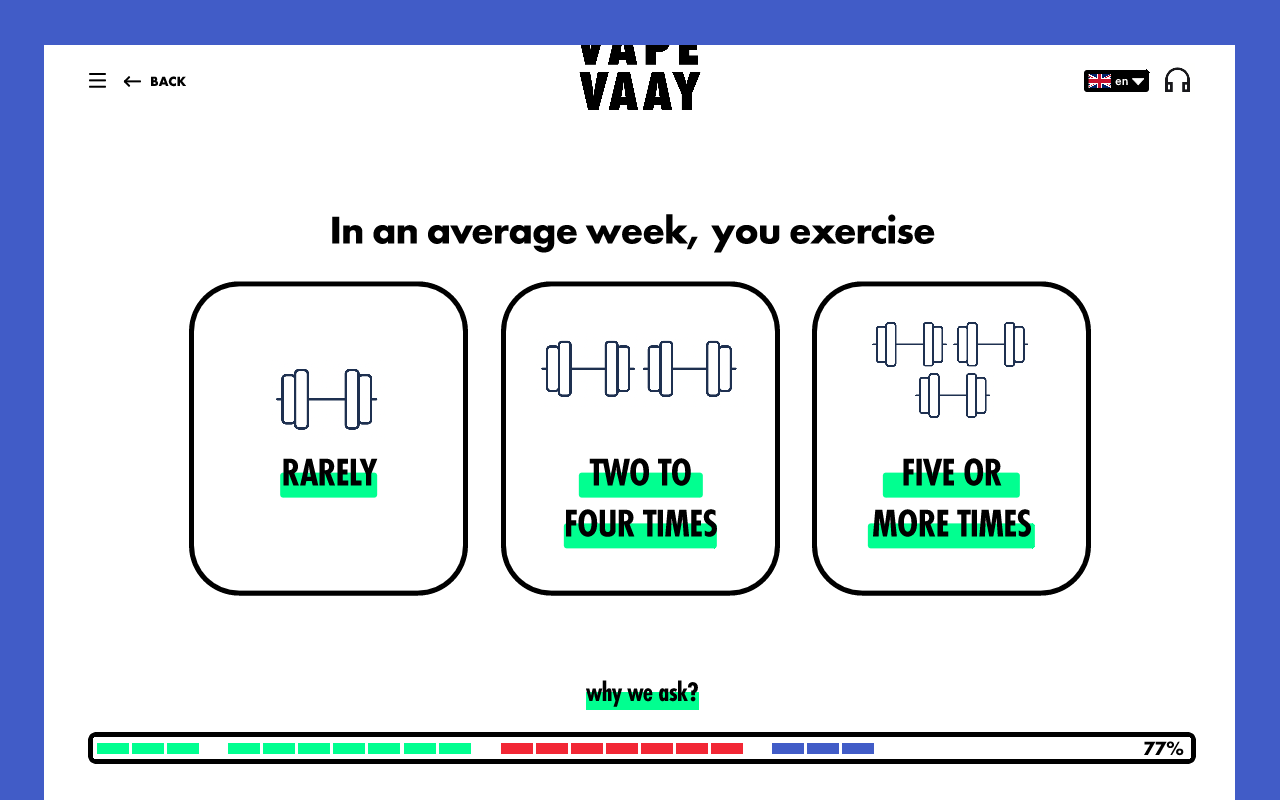 VAPE
VAAY
BACK
en
In an average week, you exercise
RARELY
TWO TO
FOUR TIMES
FIVE OR
MORE TIMES
why we ask?
77%